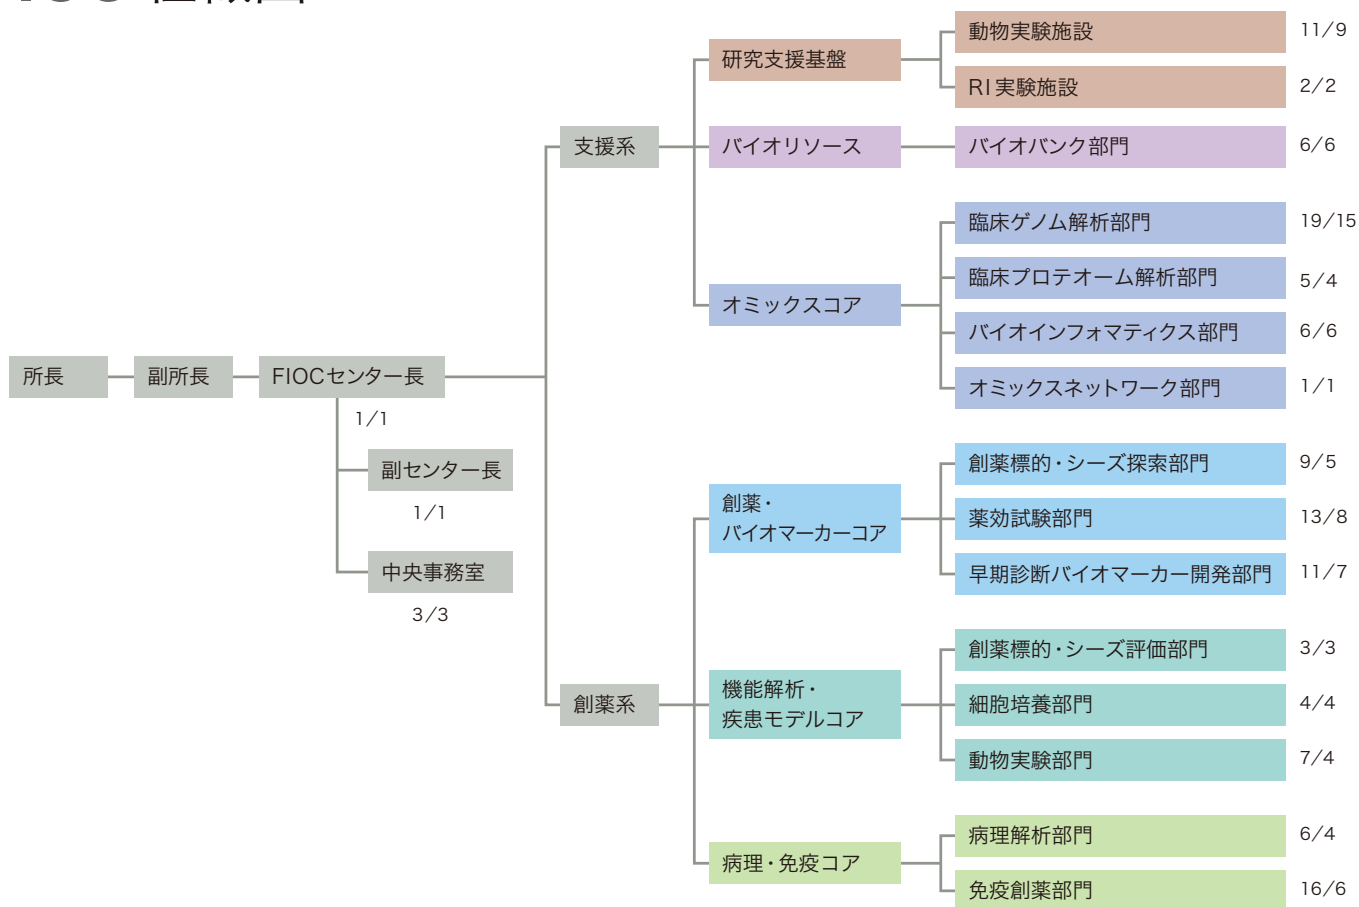 所長
副所長
FIOCセンター長
1/1
副センター長
1/1
中央事務室
3/3
支援系
研究支援基盤
動物実験施設 11/9
RI実験施設 2/2
バイオリソース
バイオバンク部門 6/6
オミックスコア
臨床ゲノム解析部門 19/15
臨床プロテオーム解析部門 5/4
バイオインフォマティクス部門 6/6
オミックスネットワーク部門 1/1
創薬系
創薬・
バイオマーカーコア
創薬標的・シーズ探索部門 9/5
薬効試験部門 13/8
早期診断バイオマーカー開発部門 11/7
機能解析・
疾患モデルコア
創薬標的・シーズ評価部門 3/3
細胞培養部門 4/4
動物実験部門 7/4
病理・免疫コア
病理解析部門 6/4
免疫創薬部門 16/6